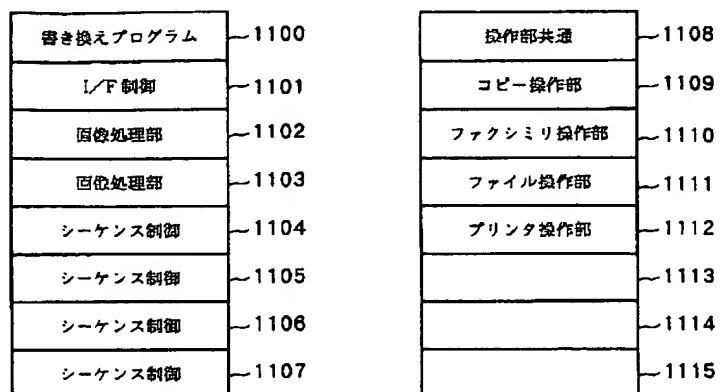 書き換えプログラム 1100
I/F制御 1101
画像処理部 1102
画像処理部 1103
シーケンス制御 1104
シーケンス制御 1105
シーケンス制御 1106
シーケンス制御 1107
操作部共通 1108
コピー操作部 1109
ファクシミリ操作部 1110
ファイル操作部 1111
プリンタ操作部 1112
1113
1114
1115